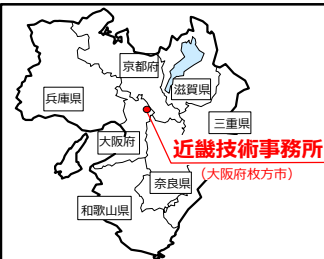 京都府
滋賀県
兵庫県
三重県
大阪府
近畿技術事務所
（大阪府枚方市）
奈良県
和歌山県